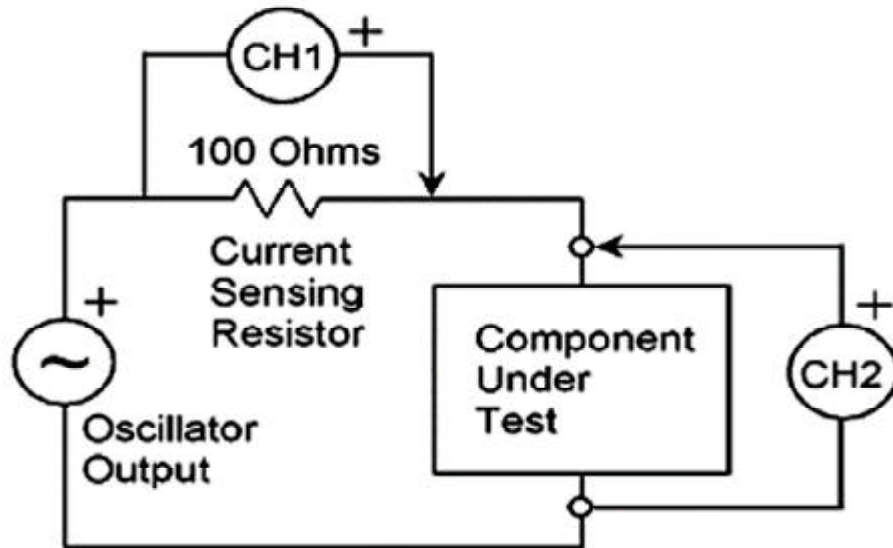 CH1 +
100 Ohms
Current
Sensing
Resistor
+
~
Oscillator
Output
Component
Under
Test
+
CH2